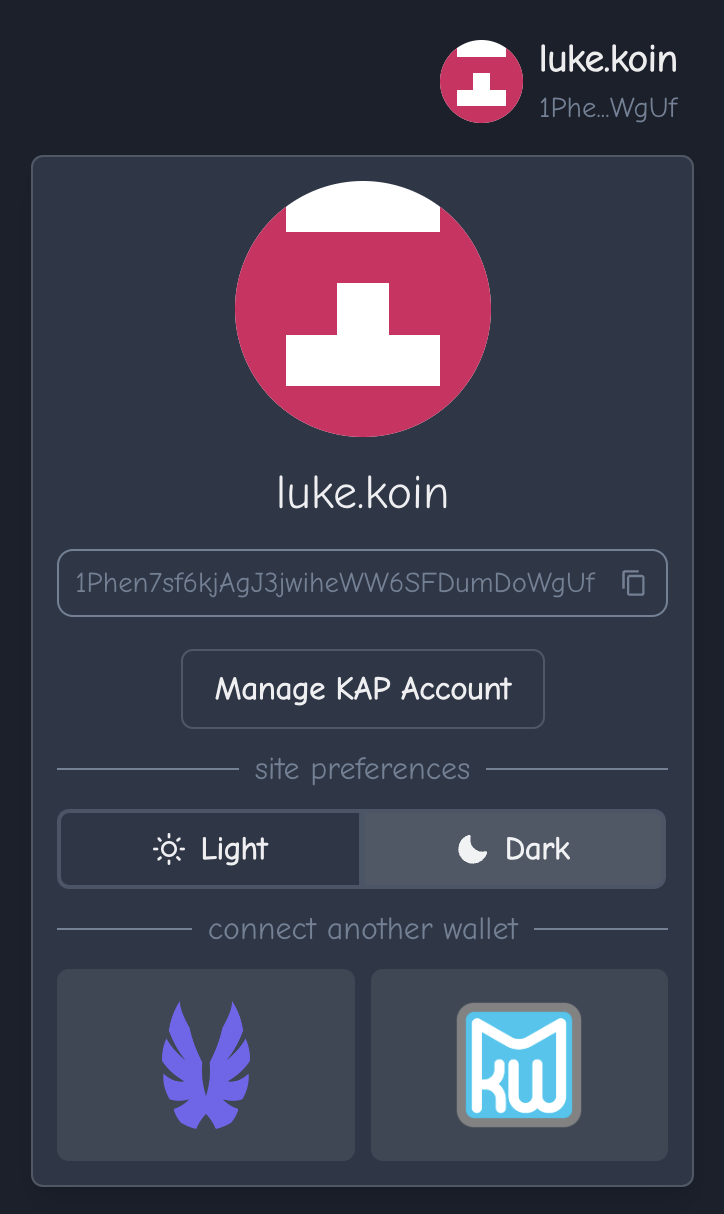 luke.koin
1Phe...WgUf
luke.koin
1Phen7sf6kjAgJ3jwiheWW6SFDumDoWgUf
Manage KAP Account
site preferences
Light
Dark
connect another wallet
kw